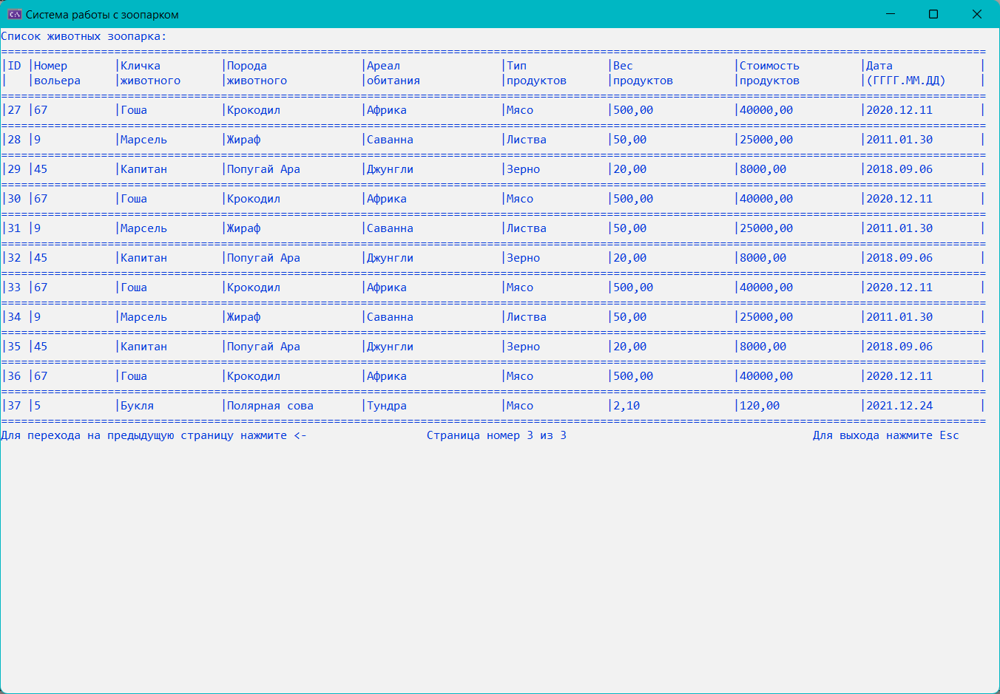 Система работы с зоопарком
Список животных зоопарка:
====================================================================================================================================================
|ID |Номер |Кличка |Порода |Ареал |Тип |Вес |Стоимость |Дата |
| |вольера |животного |животного |обитания |продуктов |продуктов |продуктов |(ГГГГ.ММ.ДД) |
====================================================================================================================================================
|27 |67 |Гоша |Крокодил |Африка |Мясо |500,00 |40000,00 |2020.12.11 |
====================================================================================================================================================
|28 |9 |Марсель |Жираф |Саванна |Листва |50,00 |25000,00 |2011.01.30 |
====================================================================================================================================================
|29 |45 |Капитан |Попугай Ара |Джунгли |Зерно |20,00 |8000,00 |2018.09.06 |
====================================================================================================================================================
|30 |67 |Гоша |Крокодил |Африка |Мясо |500,00 |40000,00 |2020.12.11 |
====================================================================================================================================================
|31 |9 |Марсель |Жираф |Саванна |Листва |50,00 |25000,00 |2011.01.30 |
====================================================================================================================================================
|32 |45 |Капитан |Попугай Ара |Джунгли |Зерно |20,00 |8000,00 |2018.09.06 |
====================================================================================================================================================
|33 |67 |Гоша |Крокодил |Африка |Мясо |500,00 |40000,00 |2020.12.11 |
====================================================================================================================================================
|34 |9 |Марсель |Жираф |Саванна |Листва |50,00 |25000,00 |2011.01.30 |
====================================================================================================================================================
|35 |45 |Капитан |Попугай Ара |Джунгли |Зерно |20,00 |8000,00 |2018.09.06 |
====================================================================================================================================================
|36 |67 |Гоша |Крокодил |Африка |Мясо |500,00 |40000,00 |2020.12.11 |
====================================================================================================================================================
|37 |5 |Букля |Полярная сова |Тундра |Мясо |2,10 |120,00 |2021.12.24 |
====================================================================================================================================================
Для перехода на предыдущую страницу нажмите <- Страница номер 3 из 3 Для выхода нажмите Esc